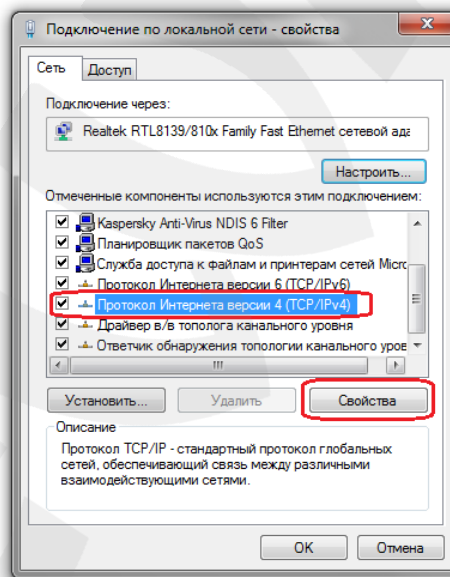 Подключение по локальной сети - свойства
Сеть Доступ
Подключение через:
Realtek RTL8139/810x Family Fast Ethernet сетевой ада
Настроить...
Отмеченные компоненты используются этим подключением:
Kaspersky Anti-Virus NDIS 6 Filter
Планировщик пакетов QoS
Служба доступа к файлам и принтерам сетей Micro
Протокол Интернета версии 6 (TCP/IPv6)
Протокол Интернета версии 4 (TCP/IPv4)
Драйвер в/в тополога канального уровня
Ответчик обнаружения топологии канального уров
Установить... Удалить Свойства
Описание
Протокол TCP/IP - стандартный протокол глобальных
сетей, обеспечивающий связь между различными
взаимодействующими сетями.
OK Отмена